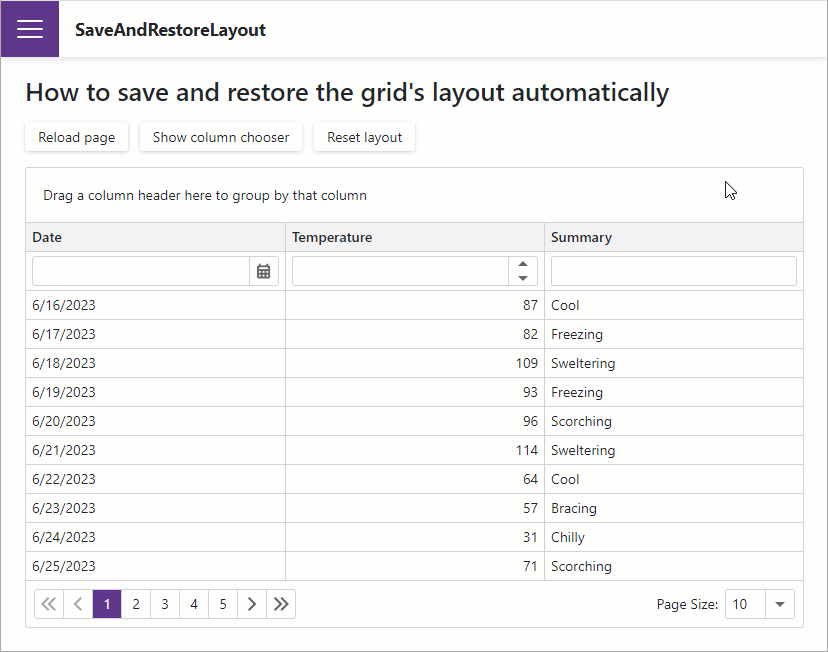 SaveAndRestoreLayout
How to save and restore the grid's layout automatically
Reload page Show column chooser Reset layout
Drag a column header here to group by that column
Date Temperature Summary
6/16/2023 87 Cool
6/17/2023 82 Freezing
6/18/2023 109 Sweltering
6/19/2023 93 Freezing
6/20/2023 96 Scorching
6/21/2023 114 Sweltering
6/22/2023 64 Cool
6/23/2023 57 Bracing
6/24/2023 31 Chilly
6/25/2023 71 Scorching
1 2 3 4 5 Page Size: 10